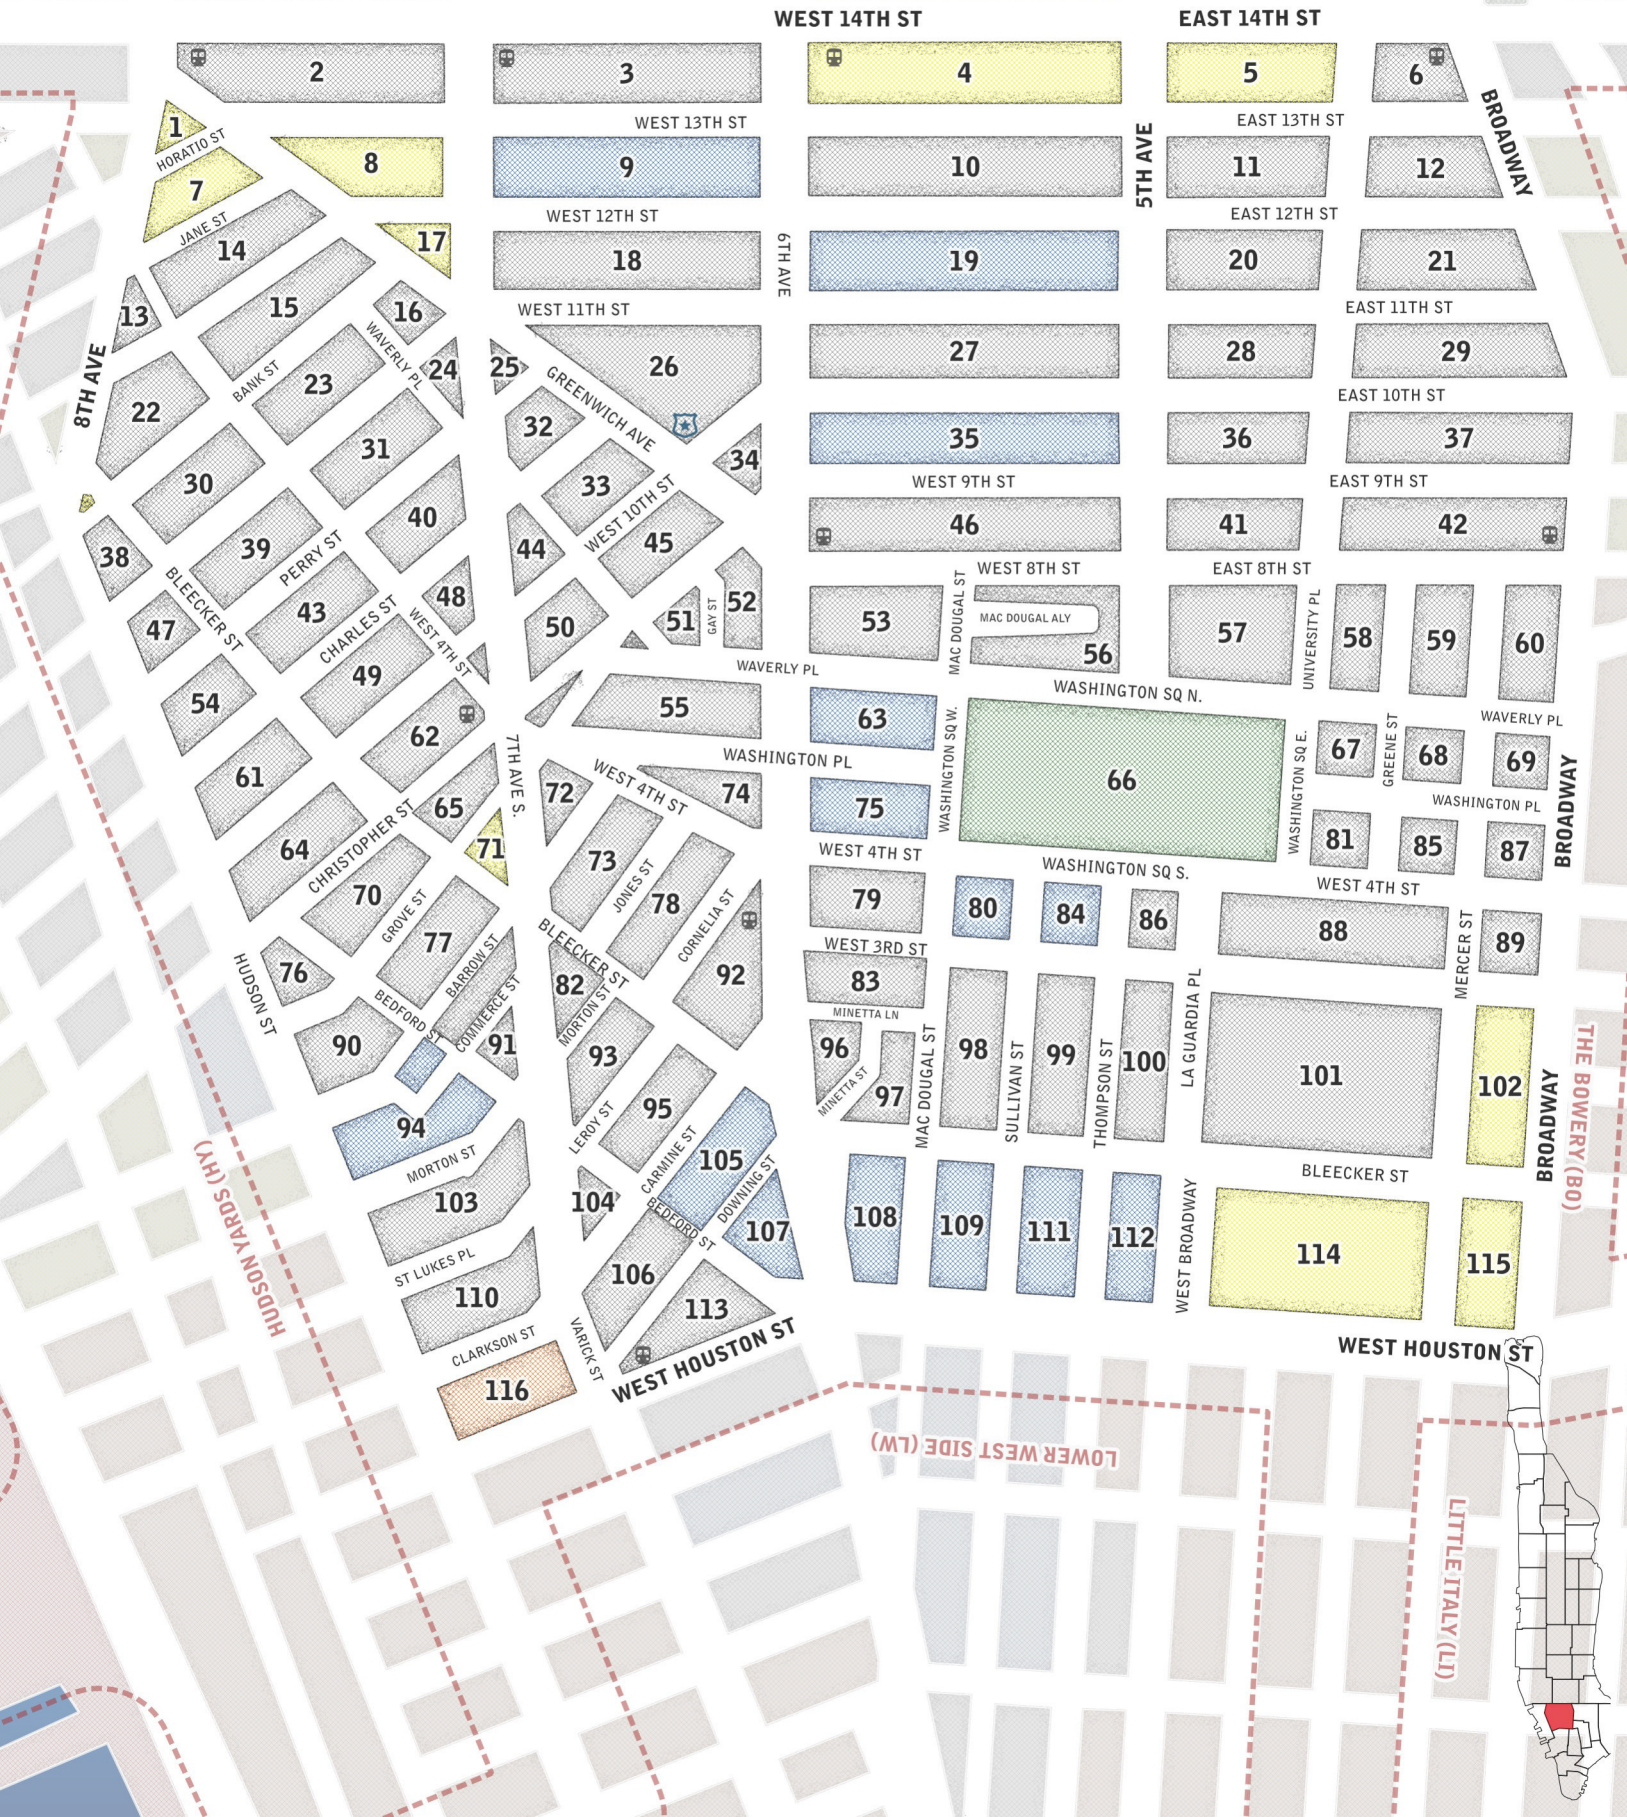 WEST 14TH ST
EAST 14TH ST
2
3
4
5
6
BROADWAY
1
HORATIO ST
WEST 13TH ST
EAST 13TH ST
5TH AVE
7
8
9
10
11
12
JANE ST
WEST 12TH ST
EAST 12TH ST
14
17
18
6TH AVE
19
20
21
13
15
16
WEST 11TH ST
EAST 11TH ST
8TH AVE
WAVERLY PL
22
BANK ST
23
24
25
GREENWICH AVE
26
27
28
29
EAST 10TH ST
30
31
32
33
34
35
36
37
WEST 10TH ST
WEST 9TH ST
EAST 9TH ST
38
39
40
44
45
46
41
42
PERRY ST
BLEECKER ST
WEST 8TH ST
EAST 8TH ST
47
43
CHARLES ST
48
WEST 4TH ST
50
51
GAY ST
52
53
MAC DOUGAL ST
MAC DOUGAL ALY
56
57
UNIVERSITY PL
58
59
60
54
49
WAVERLY PL
WASHINGTON SQ N.
62
55
63
WASHINGTON SQ W.
66
WASHINGTON SQ E.
67
GREENE ST
68
69
WAVERLY PL
61
7TH AVE S.
WASHINGTON PL
WASHINGTON PL
BROADWAY
65
72
WEST 4TH ST
74
75
81
85
87
64
CHRISTOPHER ST
71
73
JONES ST
WEST 4TH ST
WASHINGTON SQ S.
WEST 4TH ST
70
GROVE ST
78
CORNELIA ST
79
80
84
86
88
MERCER ST
89
77
BARROW ST
BLEECKER ST
WEST 3RD ST
HUDSON ST
76
BEDFORD ST
COMMERCE ST
82
MORTON ST
92
83
MINETTA LN
LA GUARDIA PL
90
91
93
96
MINETTA ST
97
MAC DOUGAL ST
98
SULLIVAN ST
99
THOMPSON ST
100
101
102
BROADWAY
THE BOWERY (BO)
94
LEROY ST
95
CARMINE ST
105
DOWNING ST
MORTON ST
BLEECKER ST
103
104
BEDFORD ST
107
108
109
111
112
WEST BROADWAY
114
115
HUDSON YARDS (HY)
ST LUKES PL
106
110
113
CLARKSON ST
VARICK ST
WEST HOUSTON ST
WEST HOUSTON ST
116
LOWER WEST SIDE (LW)
LITTLE ITALY (LI)